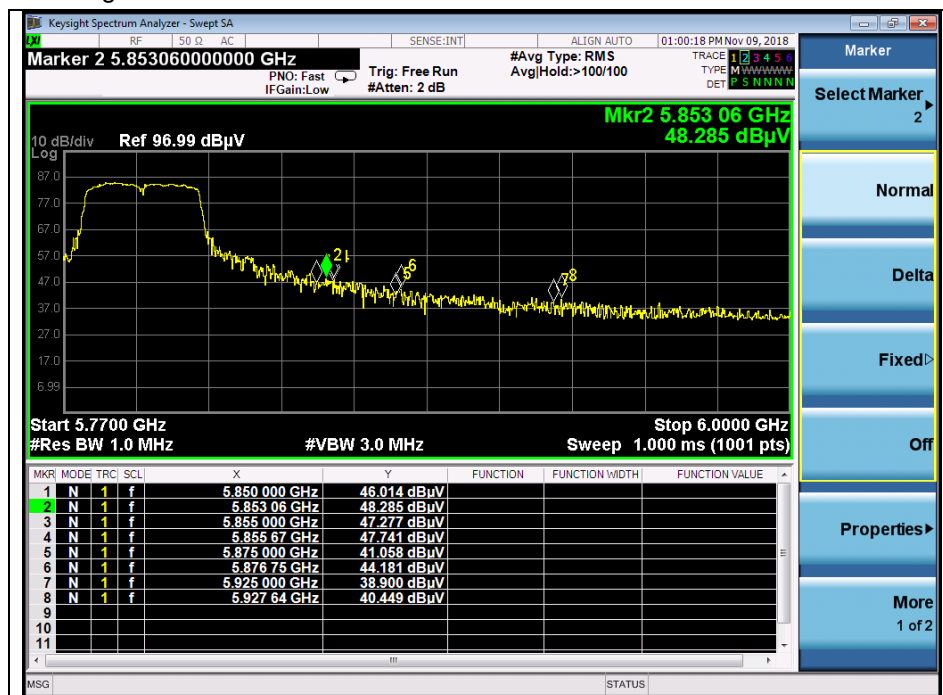 Keysight Spectrum Analyzer - Swept SA
LXI RF 50 Ω AC SENSE:INT ALIGN AUTO 01:00:18 PM Nov 09, 2018
Marker 2 5.853060000000 GHz
PNO: Fast
IFGain:Low
Trig: Free Run
#Atten: 2 dB
#Avg Type: RMS
Avg|Hold:>100/100
TRACE 1 2 3 4 5 6
TYPE M W W W W W
DET P S N N N N
Mkr2 5.853 06 GHz
48.285 dBµV
10 dB/div Ref 96.99 dBµV
Log
87.0
77.0
67.0
57.0
47.0
37.0
27.0
17.0
6.99
2
6
5
7
8
Start 5.7700 GHz Stop 6.0000 GHz
#Res BW 1.0 MHz #VBW 3.0 MHz Sweep 1.000 ms (1001 pts)
MKR MODE TRC SCL X Y FUNCTION FUNCTION WIDTH FUNCTION VALUE
1 N 1 f 5.850 000 GHz 46.014 dBµV
2 N 1 f 5.853 06 GHz 48.285 dBµV
3 N 1 f 5.855 000 GHz 47.277 dBµV
4 N 1 f 5.855 67 GHz 47.741 dBµV
5 N 1 f 5.875 000 GHz 41.058 dBµV
6 N 1 f 5.876 75 GHz 44.181 dBµV
7 N 1 f 5.925 000 GHz 38.900 dBµV
8 N 1 f 5.927 64 GHz 40.449 dBµV
9
10
11
MSG STATUS
Marker
Select Marker
2
Normal
Delta
Fixed
Off
Properties
More
1 of 2